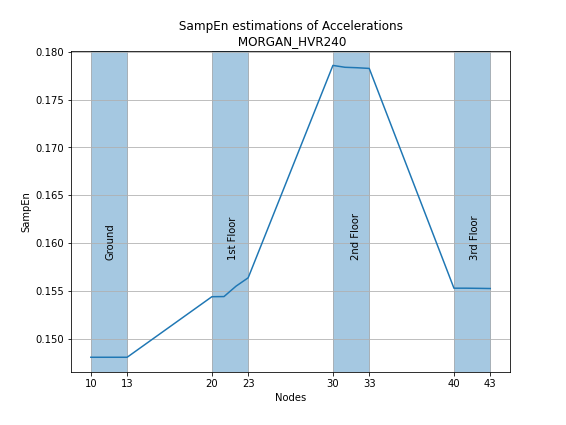 SampEn estimations of Accelerations
MORGAN_HVR240
0.180
0.175
0.170
0.165
0.160
0.155
0.150
SampEn
Ground
1st Floor
2nd Floor
3rd Floor
10 13 20 23 30 33 40 43
Nodes